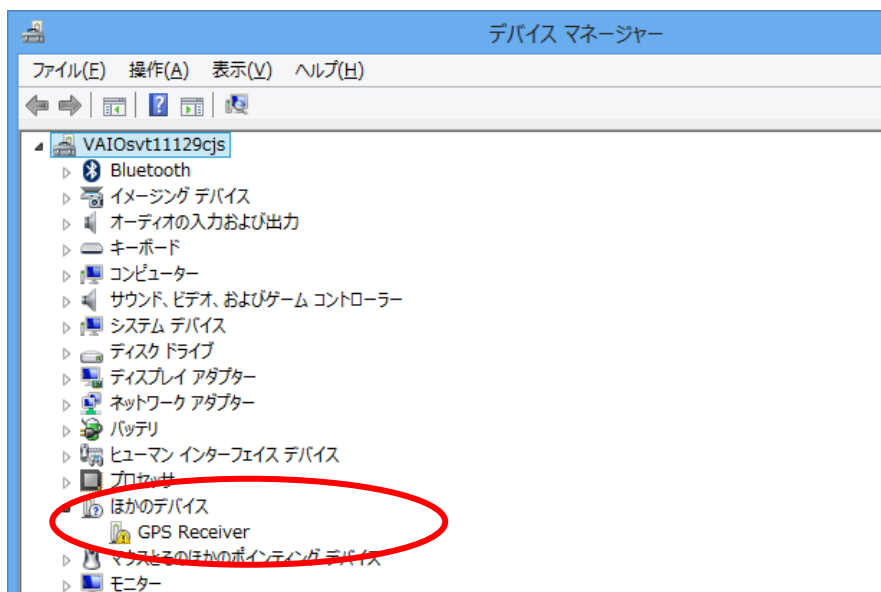 デバイス マネージャー
ファイル(F) 操作(A) 表示(V) ヘルプ(H)
VAIOsvt11129cjs
Bluetooth
イメージング デバイス
オーディオの入力および出力
キーボード
コンピューター
サウンド、ビデオ、およびゲーム コントローラー
システム デバイス
ディスク ドライブ
ディスプレイ アダプター
ネットワーク アダプター
バッテリ
ヒューマン インターフェイス デバイス
プロセッサ
ほかのデバイス
GPS Receiver
マウスとそのほかのポインティング デバイス
モニター